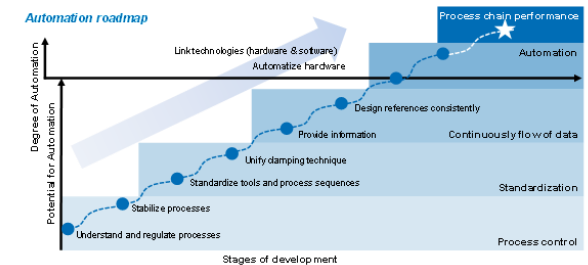 Automation roadmap
Process chain performance
Link technologies (hardware & software)
Automation
Automatize hardware
Design references consistently
Provide information
Continuously flow of data
Unify clamping technique
Standardize tools and process sequences
Standardization
Stabilize processes
Understand and regulate processes
Process control
Stages of development
Degree of Automation
Potential for Automation